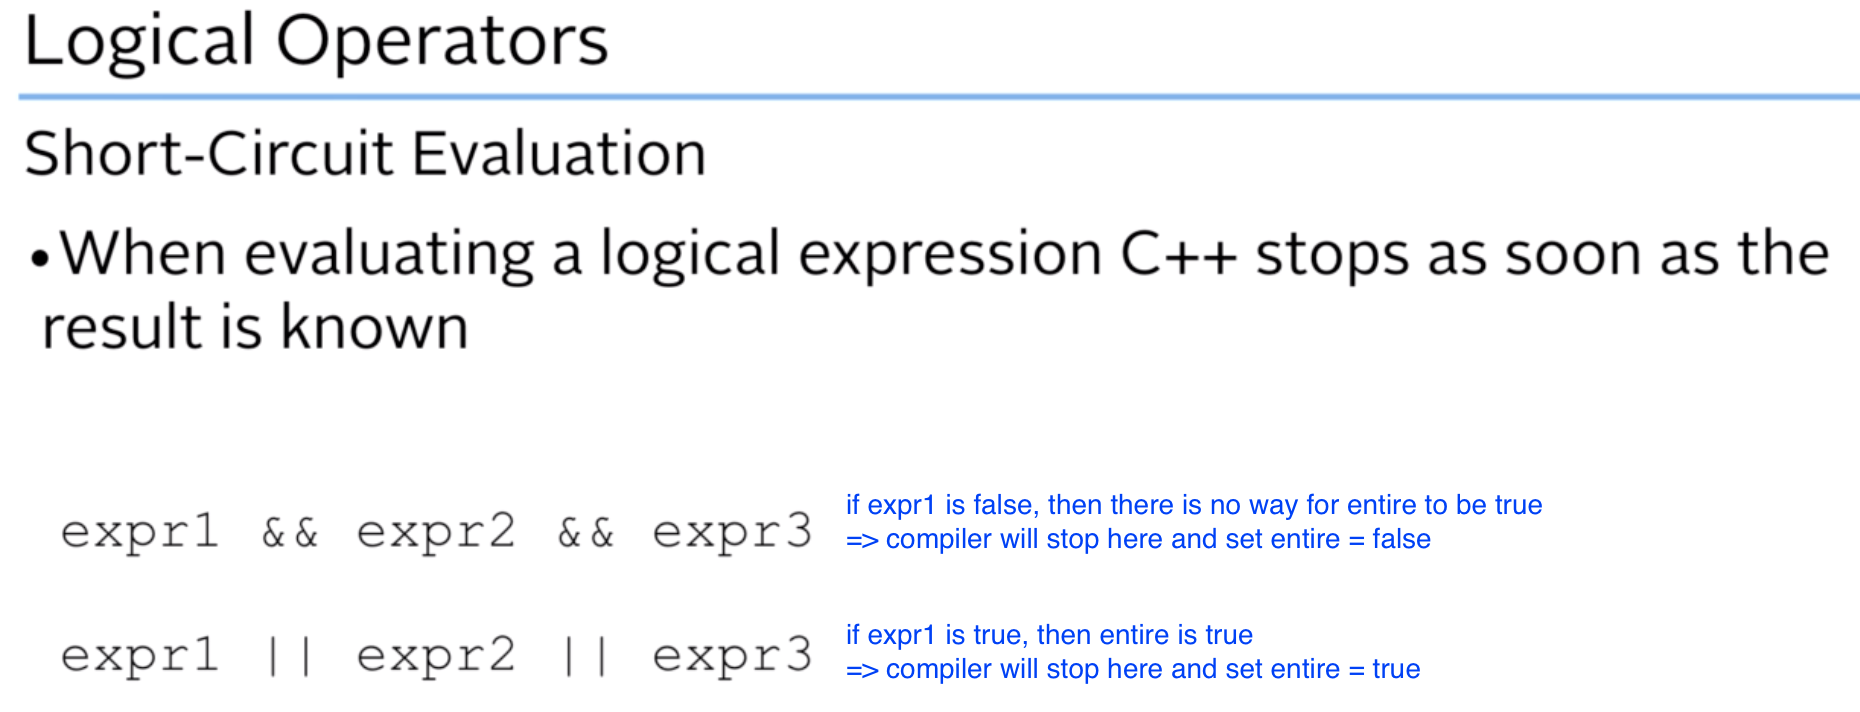 Logical Operators
Short-Circuit Evaluation
•When evaluating a logical expression C++ stops as soon as the
result is known
expr1 && expr2 && expr3
if expr1 is false, then there is no way for entire to be true
=> compiler will stop here and set entire = false
expr1 || expr2 || expr3
if expr1 is true, then entire is true
=> compiler will stop here and set entire = true